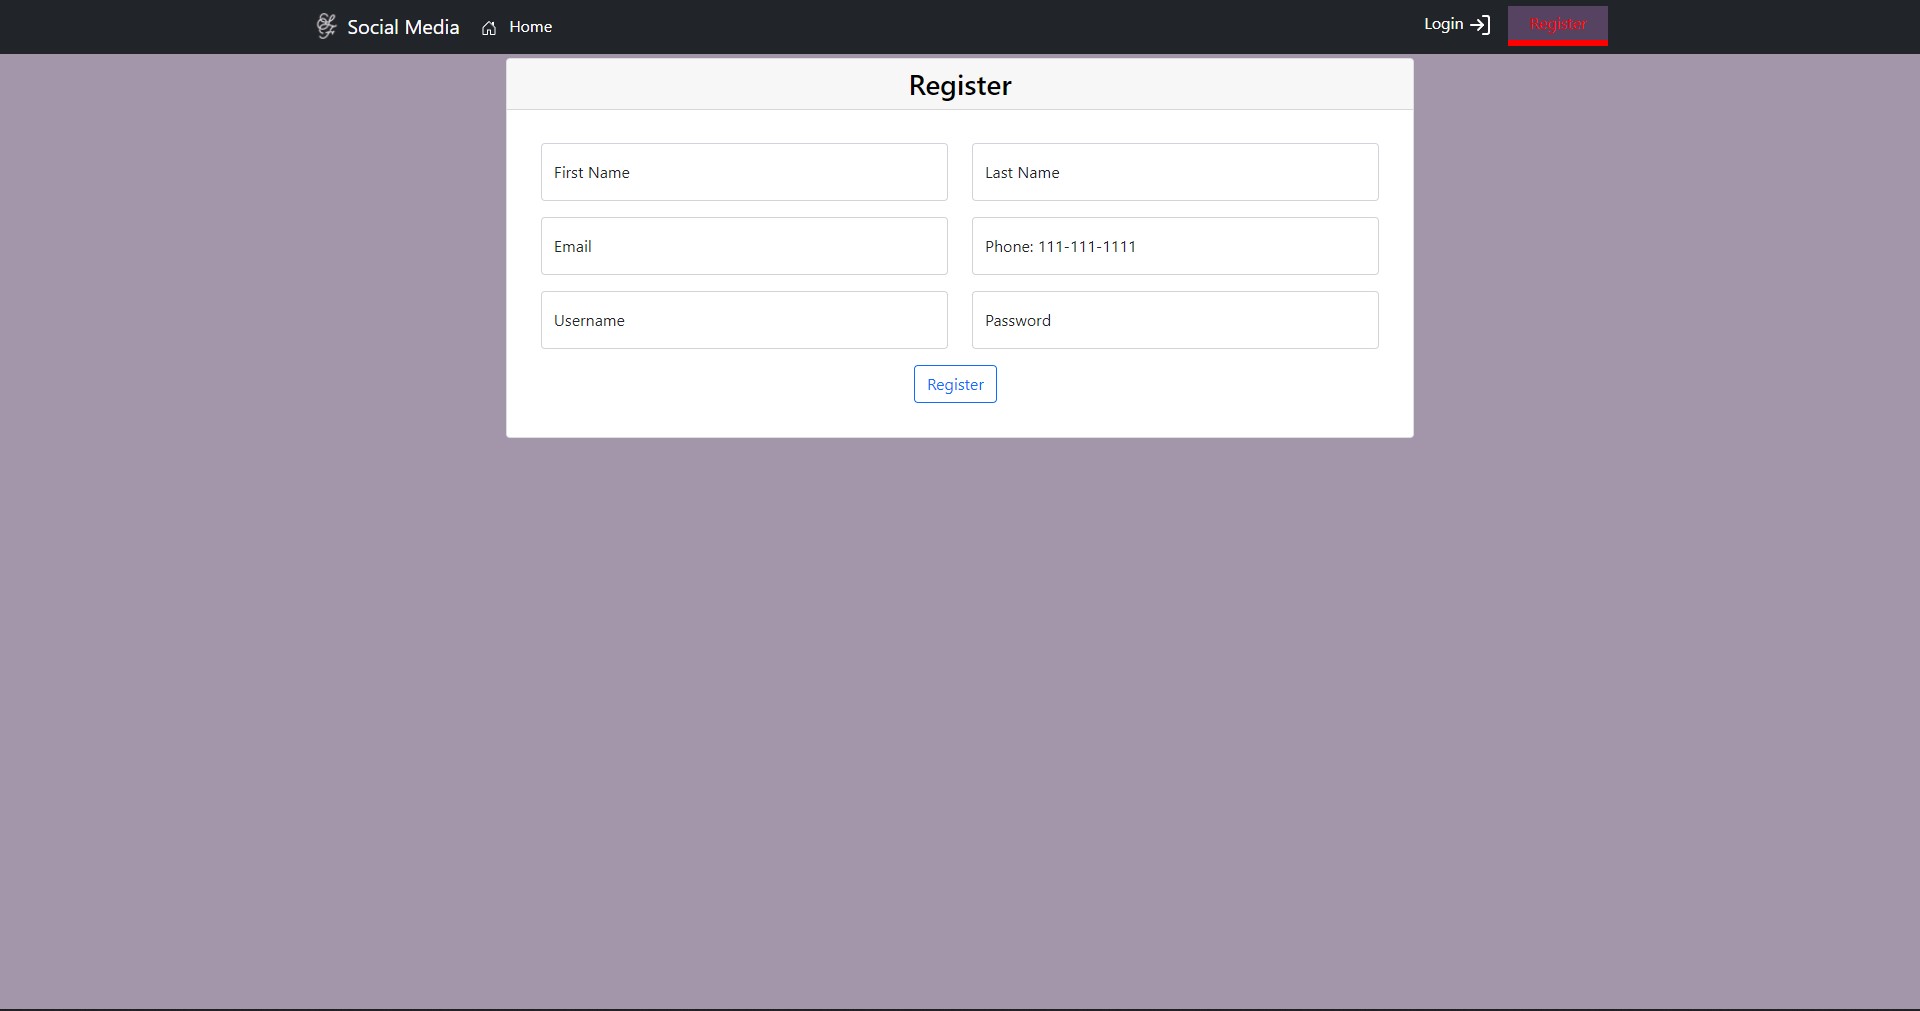 Social Media Home Login Register
Register
First Name Last Name
Email Phone: 111-111-1111
Username Password
Register